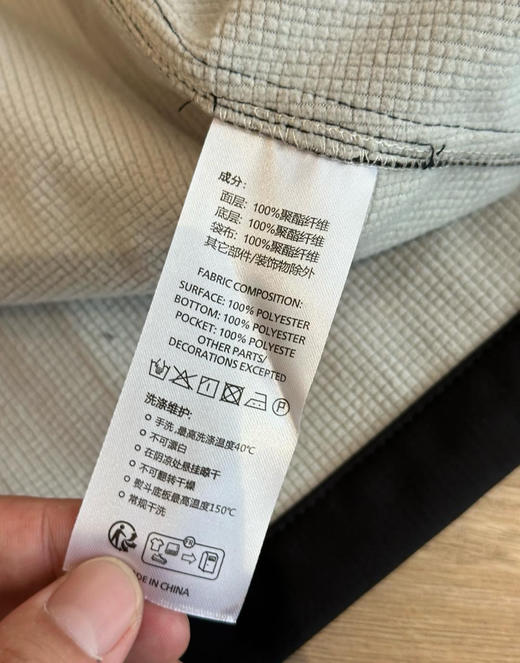 成分：
面层：100%聚酯纤维
底层：100%聚酯纤维
袋布：100%聚酯纤维
其它部件/装饰物除外
FABRIC COMPOSITION:
SURFACE: 100% POLYESTER
BOTTOM: 100% POLYESTER
POCKET: 100% POLYESTE
OTHER PARTS/
DECORATIONS EXCEPTED
P
洗涤维护：
手洗，最高洗涤温度40℃
不可漂白
在阴凉处悬挂晾干
不可翻转干燥
熨斗底板最高温度150℃
常规干洗
FR
MADE IN CHINA